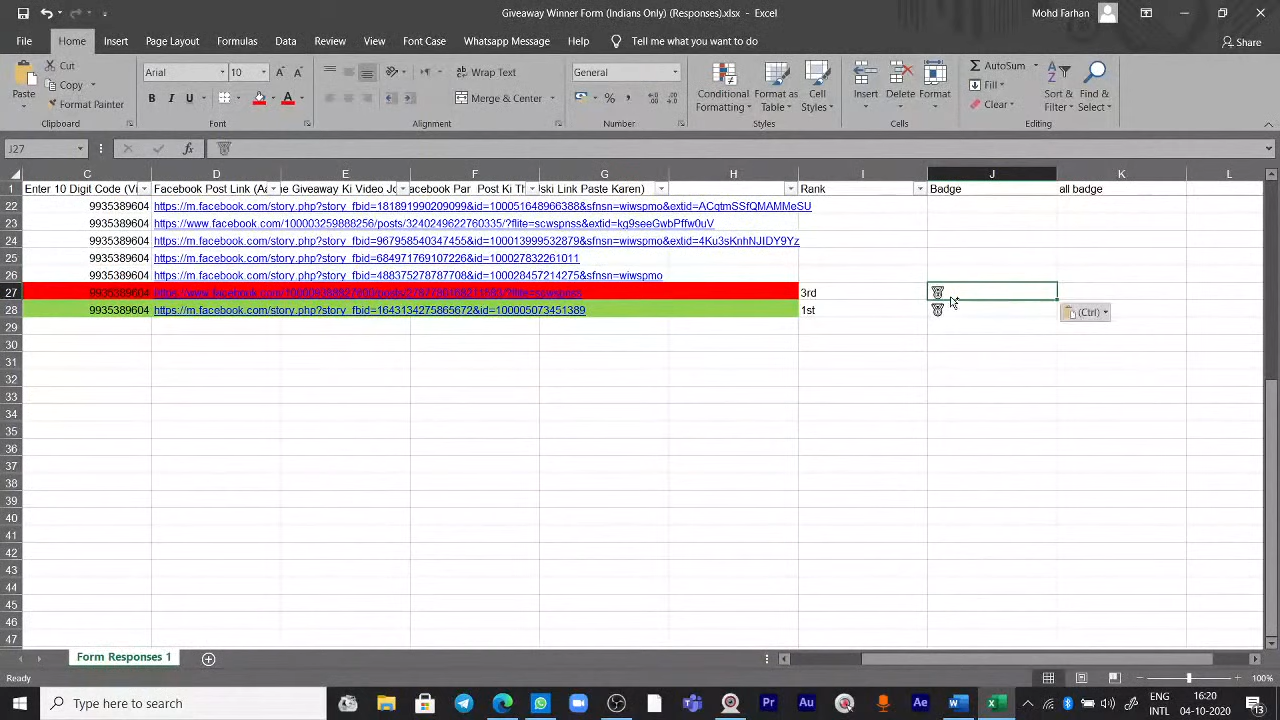 Giveaway Winner Form (Indians Only) (Responses).xlsx - Excel
Mohd Farhan
File Home Insert Page Layout Formulas Data Review View Font Case Whatsapp Message Help Tell me what you want to do Share
Paste Cut Copy Format Painter
Arial 10
B I U
Wrap Text
Merge & Center
General
Conditional Formatting Format as Table Cell Styles
Insert Delete Format
AutoSum Fill Clear
Sort & Filter Find & Select
Clipboard Font Alignment Number Styles Cells Editing
J27
C D E F G H I J K L
1 Enter 10 Digit Code (Vi Facebook Post Link (Aa e Giveaway Ki Video Jo acebook Par Post Ki Th Iski Link Paste Karen) Rank Badge all badge
22 9935389604 https://m.facebook.com/story.php?story_fbid=181891990209099&id=100051648966388&sfnsn=wiwspmo&extid=ACgtmSSfQMAMMeSU
23 9935389604 https://www.facebook.com/100003259888256/posts/3240249622760335/?flite=scwspnss&extid=kg9seeGwbPffw0uV
24 9935389604 https://m.facebook.com/story.php?story_fbid=967958540347455&id=100013999532879&sfnsn=wiwspmo&extid=4Ku3sKnhNJIDY9Yz
25 9935389604 https://m.facebook.com/story.php?story_fbid=684971769107226&id=100027832261011
26 9935389604 https://m.facebook.com/story.php?story_fbid=488375278787708&id=100028457214275&sfnsn=wiwspmo
27 9935389604 3rd
28 9935389604 https://m.facebook.com/story.php?story_fbid=1643134275865672&id=100005073451389 1st
(Ctrl)
29
30
31
32
33
34
35
36
37
38
39
40
41
42
43
44
45
46
47
Form Responses 1
Ready 100%
Type here to search
Pr Au Ae
ENG INTL
16:20 04-10-2020